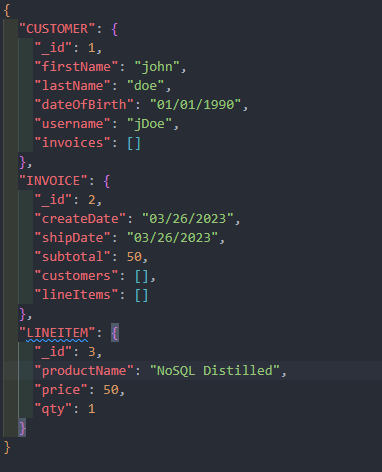 {
"CUSTOMER": {
"_id": 1,
"firstName": "john",
"lastName": "doe",
"dateOfBirth": "01/01/1990",
"username": "jDoe",
"invoices": []
},
"INVOICE": {
"_id": 2,
"createDate": "03/26/2023",
"shipDate": "03/26/2023",
"subtotal": 50,
"customers": [],
"lineItems": []
},
"LINEITEM": {
"_id": 3,
"productName": "NoSQL Distilled",
"price": 50,
"qty": 1
}
}